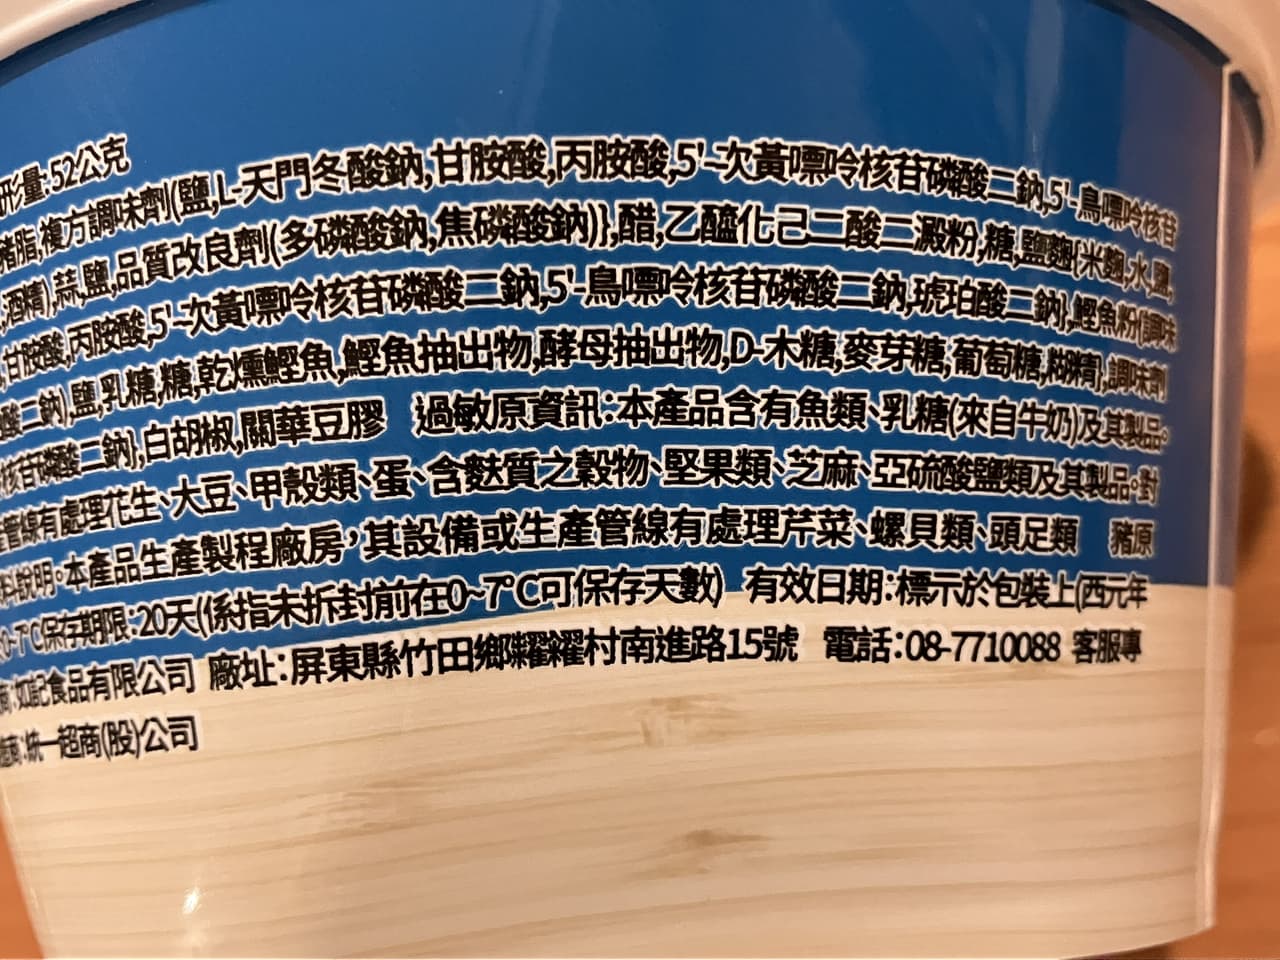 形量:52公克
豬脂,複方調味劑(鹽,L-天門冬酸鈉,甘胺酸,丙胺酸,5'-次黃嘌呤核苷磷酸二鈉,5'-鳥嘌呤核苷
,酒精),蒜,鹽,品質改良劑(多磷酸鈉,焦磷酸鈉)},醋,乙醯化己二酸二澱粉,糖,鹽麴{米麴,水,鹽,
,甘胺酸,丙胺酸,5'-次黃嘌呤核苷磷酸二鈉,5'-鳥嘌呤核苷磷酸二鈉,琥珀酸二鈉},鰹魚粉{調味
酸二鈉),鹽,乳糖,糖,乾燻鰹魚,鰹魚抽出物,酵母抽出物,D-木糖,麥芽糖,葡萄糖,糊精},調味劑
核苷磷酸二鈉},白胡椒,關華豆膠 過敏原資訊:本產品含有魚類、乳糖(來自牛奶)及其製品。
產管線有處理花生、大豆、甲殼類、蛋、含麩質之穀物、堅果類、芝麻、亞硫酸鹽類及其製品。對
料說明。本產品生產製程廠房,其設備或生產管線有處理芹菜、螺貝類、頭足類 豬原
0~7°C保存期限:20天(係指未拆封前在0~7°C可保存天數) 有效日期:標示於包裝上(西元年
商:如記食品有限公司 廠址:屏東縣竹田鄉糶糴村南進路15號 電話:08-7710088 客服專
商:統一超商(股)公司